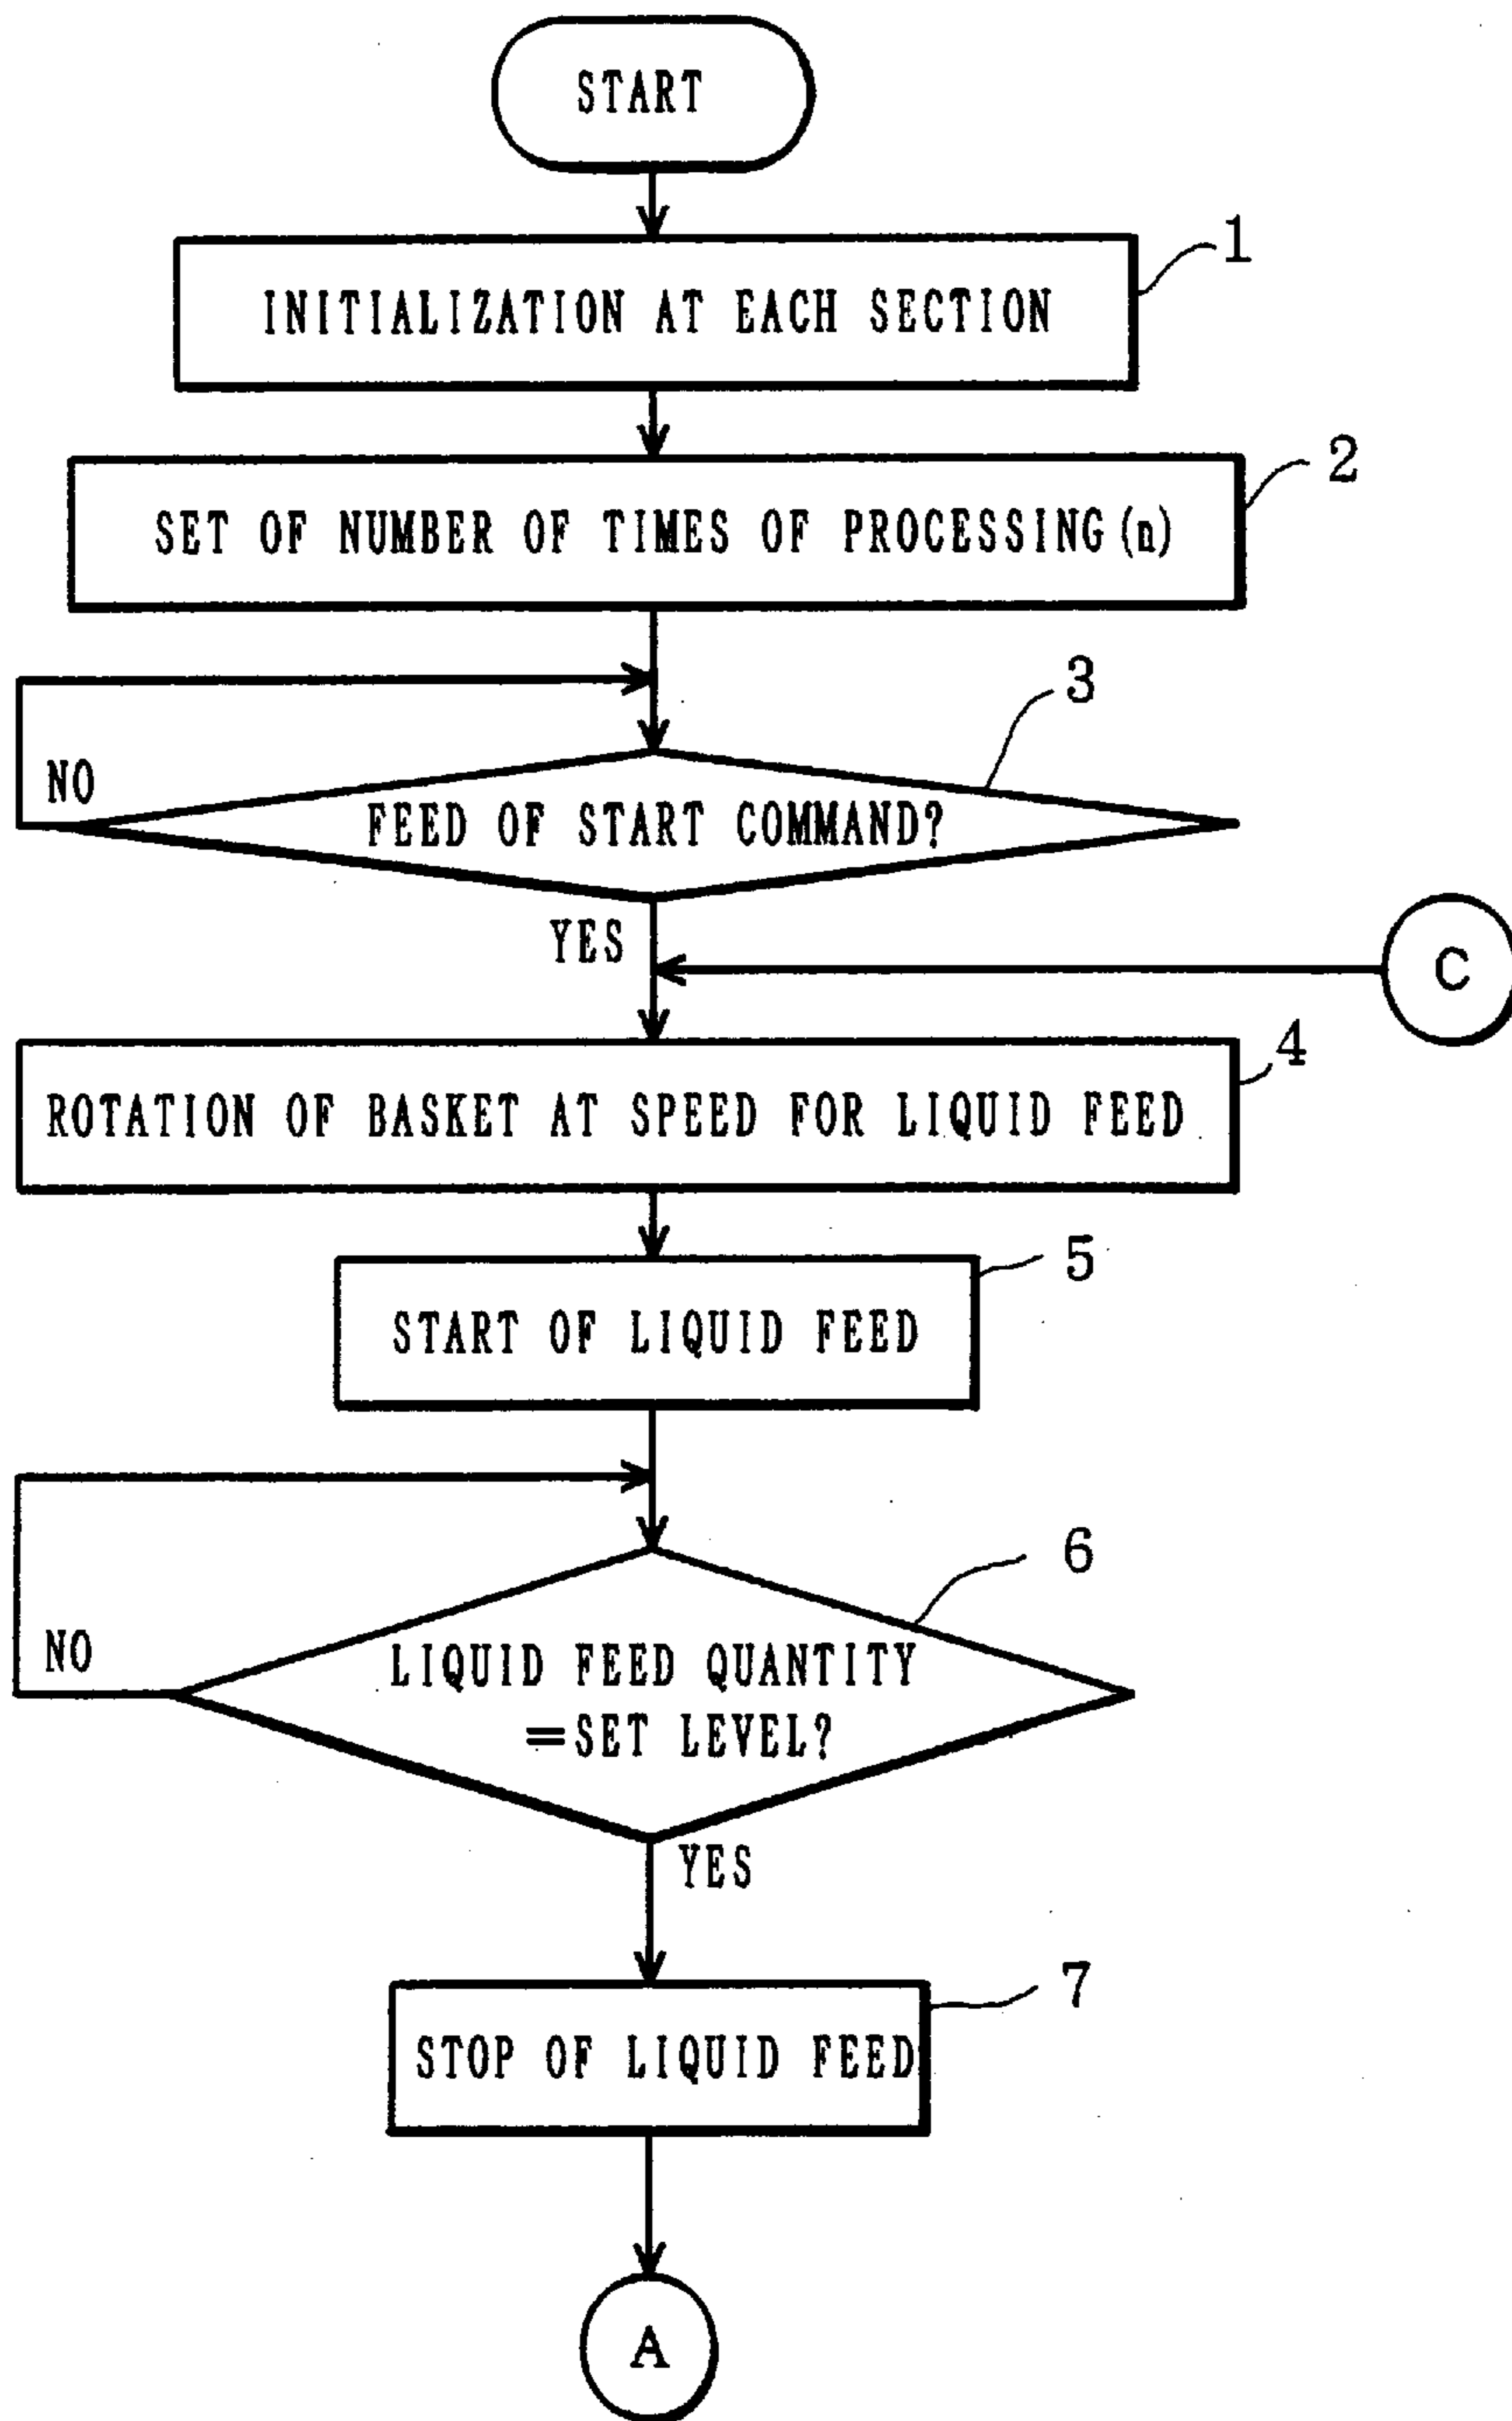 START
1
INITIALIZATION AT EACH SECTION
2
SET OF NUMBER OF TIMES OF PROCESSING(n)
3
NO
FEED OF START COMMAND?
YES
C
4
ROTATION OF BASKET AT SPEED FOR LIQUID FEED
5
START OF LIQUID FEED
6
NO
LIQUID FEED QUANTITY
=SET LEVEL?
YES
7
STOP OF LIQUID FEED
A